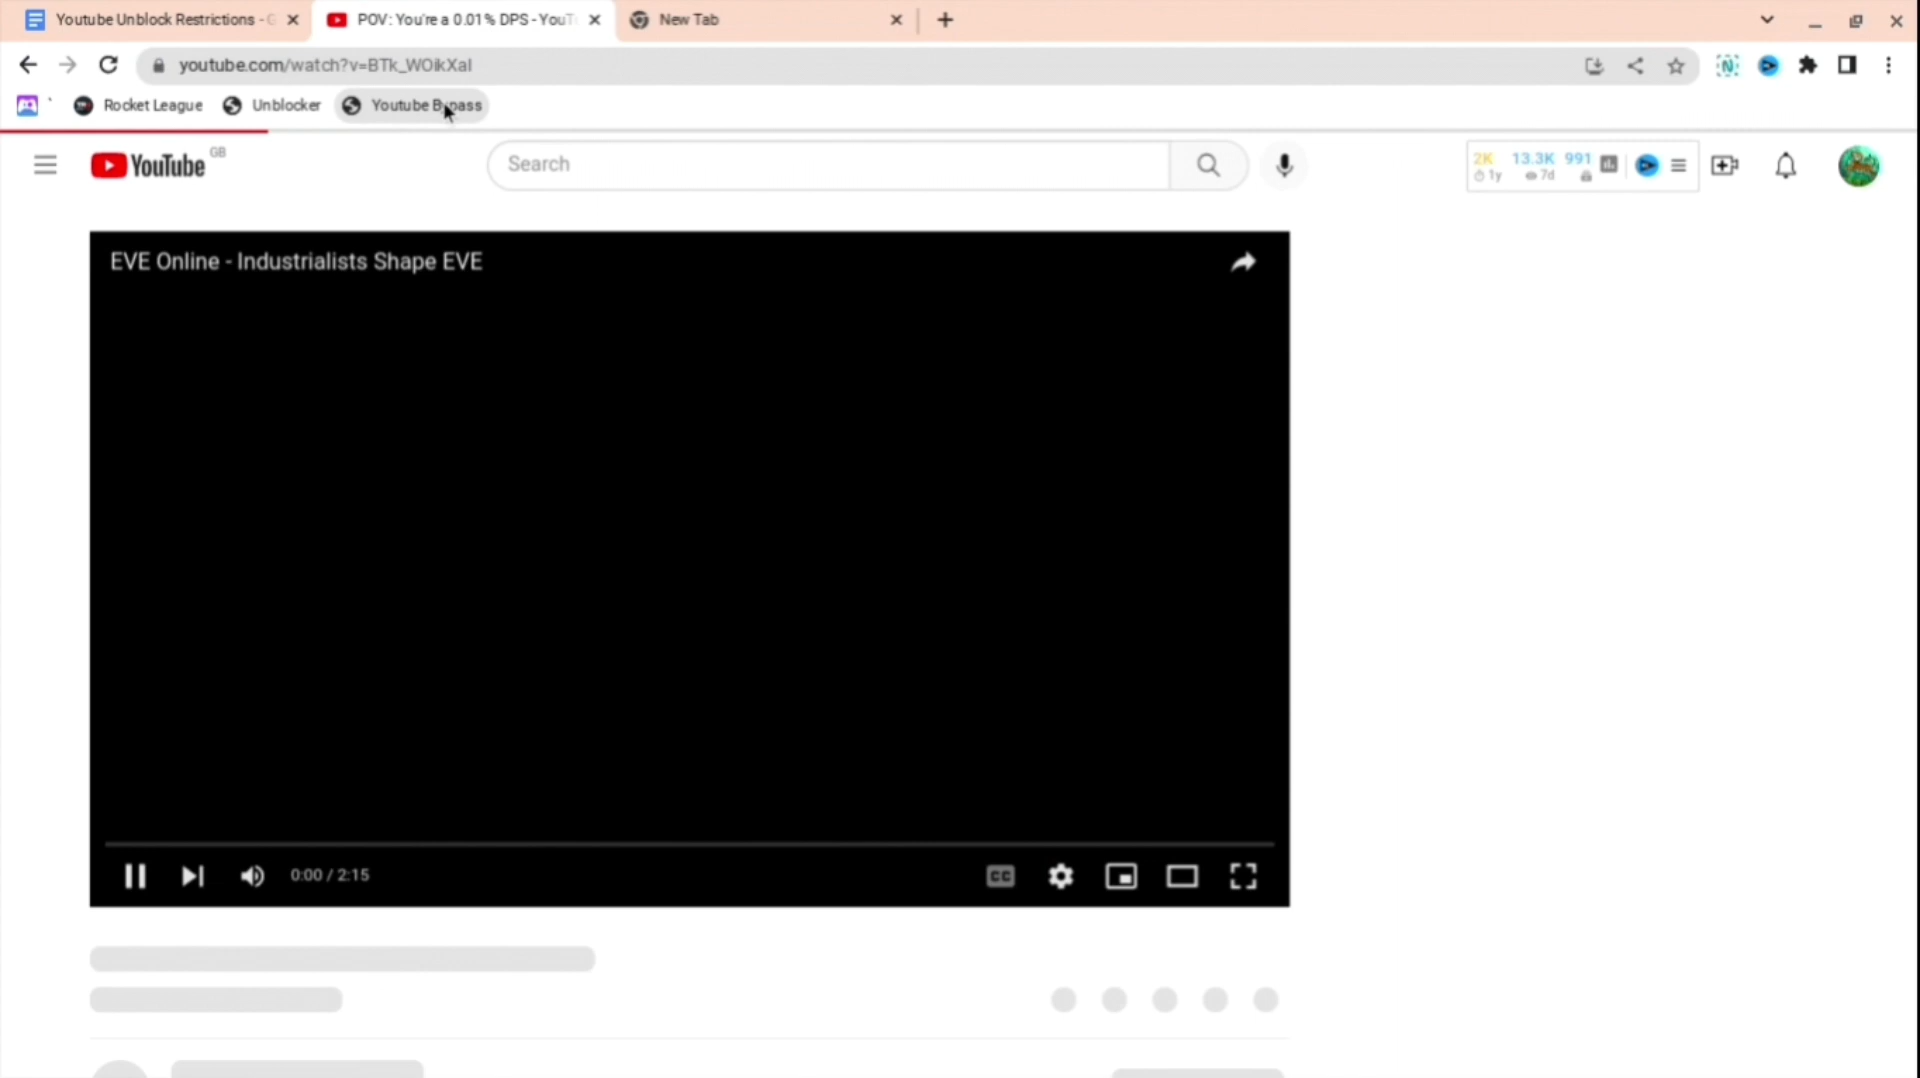 Youtube Unblock Restrictions - G
POV: You're a 0.01% DPS - YouT
New Tab
youtube.com/watch?v=BTk_WOikXaI
Rocket League
Unblocker
Youtube Bypass
YouTube GB
Search
2K 13.3K 991
1y 7d
EVE Online - Industrialists Shape EVE
0:00 / 2:15
CC